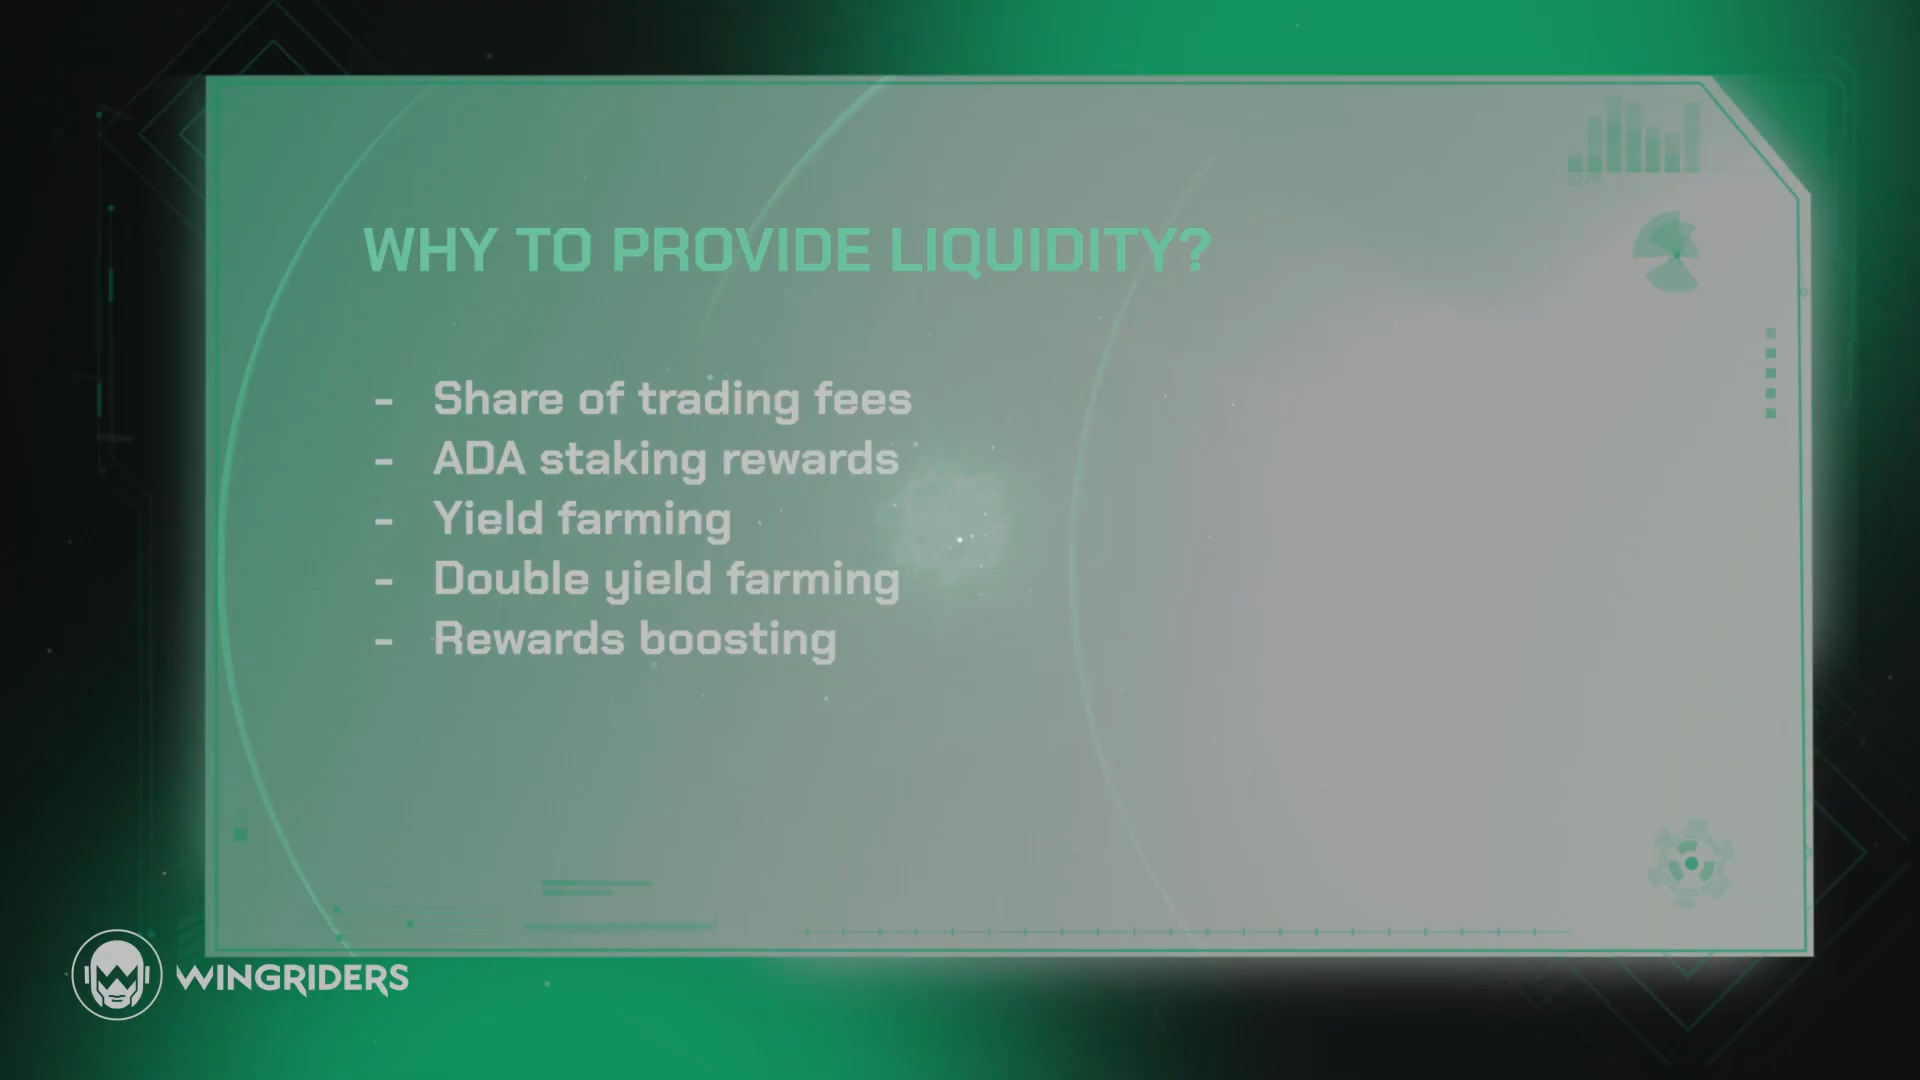 WHY TO PROVIDE LIQUIDITY?
- Share of trading fees
- ADA staking rewards
- Yield farming
- Double yield farming
- Rewards boosting
WINGRIDERS